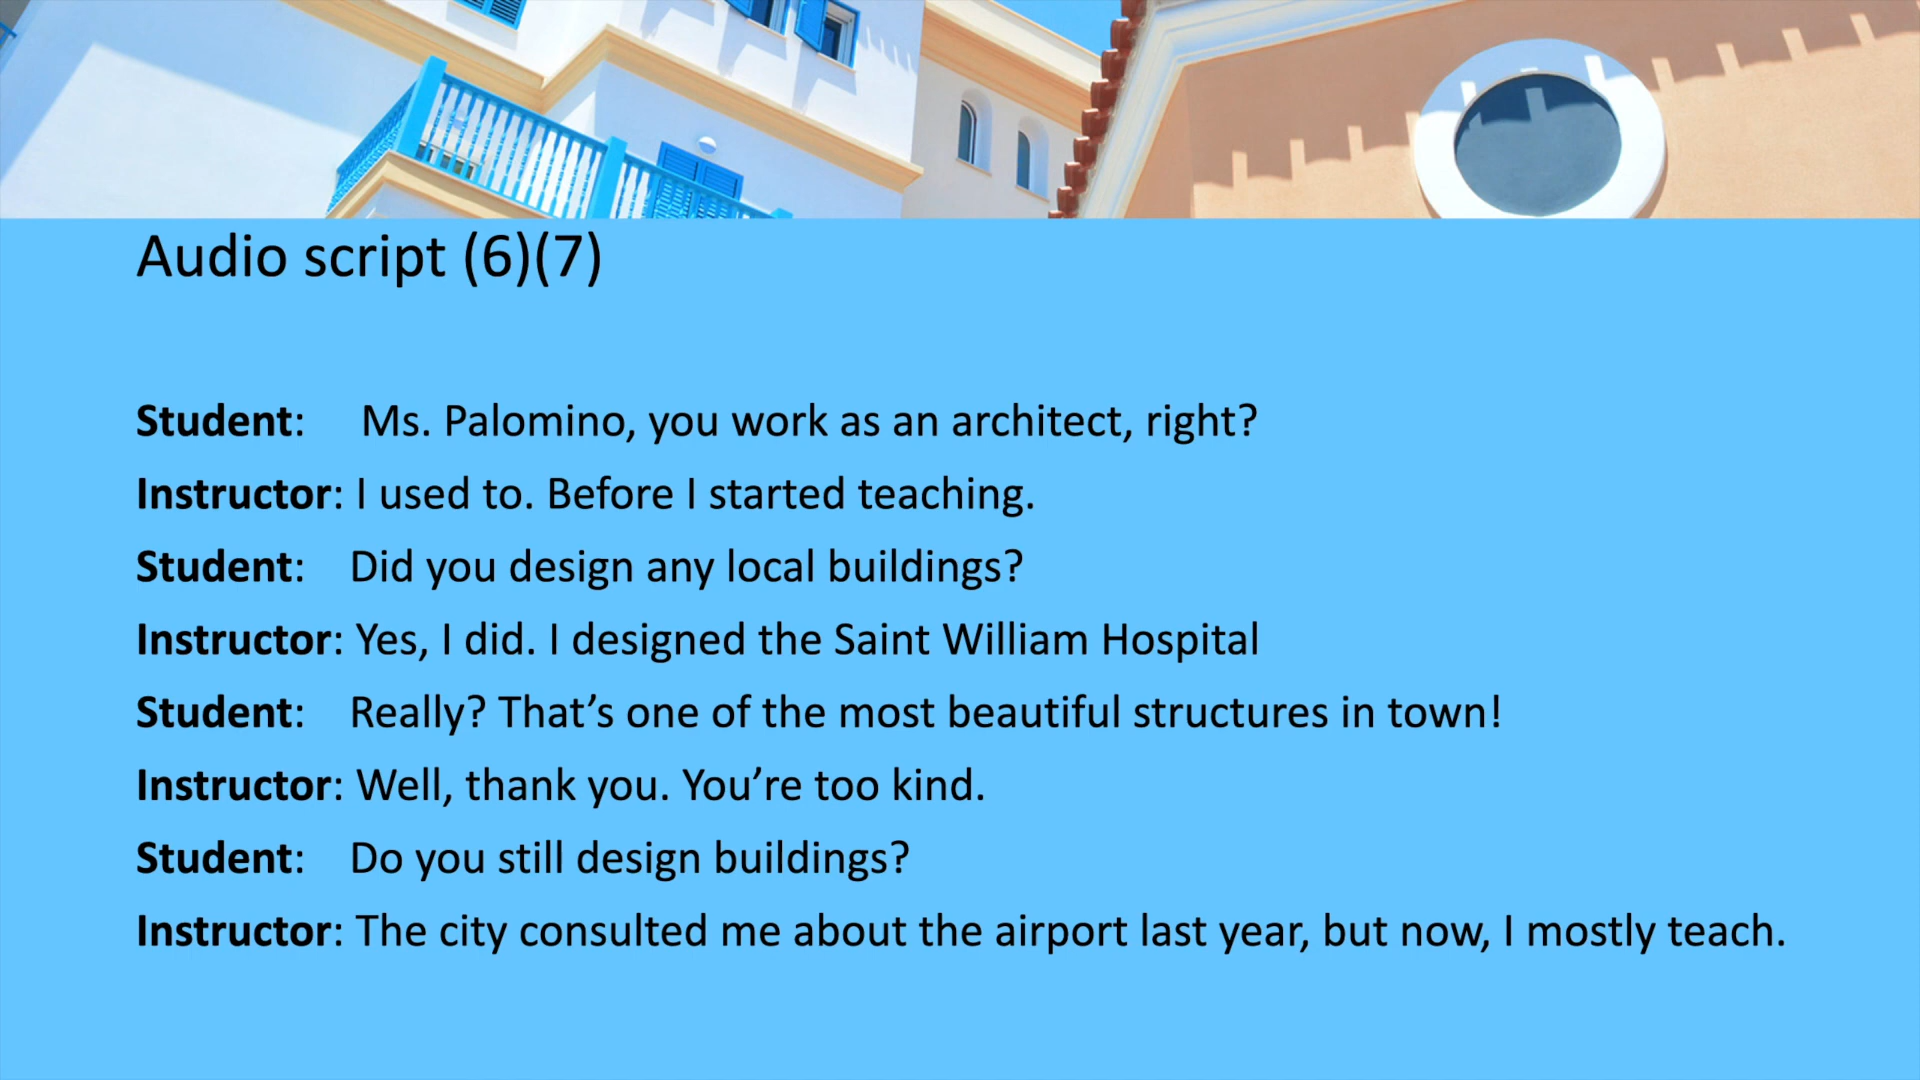 Audio script (6)(7)
Student: Ms. Palomino, you work as an architect, right?
Instructor: I used to. Before I started teaching.
Student: Did you design any local buildings?
Instructor: Yes, I did. I designed the Saint William Hospital
Student: Really? That’s one of the most beautiful structures in town!
Instructor: Well, thank you. You’re too kind.
Student: Do you still design buildings?
Instructor: The city consulted me about the airport last year, but now, I mostly teach.